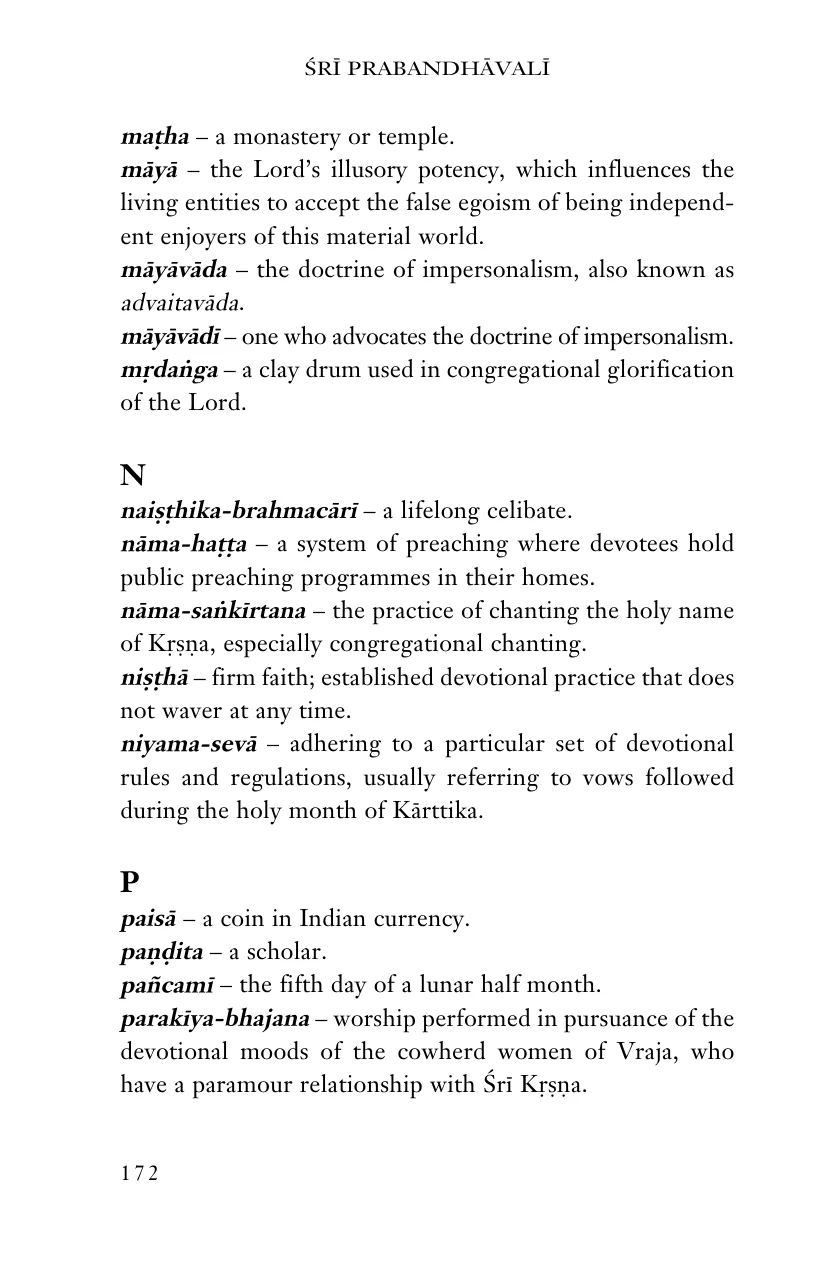 ŚRĪ PRABANDHĀVALĪ
maṭha – a monastery or temple.
māyā – the Lord’s illusory potency, which influences the
living entities to accept the false egoism of being independ-
ent enjoyers of this material world.
māyāvāda – the doctrine of impersonalism, also known as
advaitavāda.
māyāvādī – one who advocates the doctrine of impersonalism.
mṛdaṅga – a clay drum used in congregational glorification
of the Lord.
N
naiṣṭhika-brahmacārī – a lifelong celibate.
nāma-haṭṭa – a system of preaching where devotees hold
public preaching programmes in their homes.
nāma-saṅkīrtana – the practice of chanting the holy name
of Kṛṣṇa, especially congregational chanting.
niṣṭhā – firm faith; established devotional practice that does
not waver at any time.
niyama-sevā – adhering to a particular set of devotional
rules and regulations, usually referring to vows followed
during the holy month of Kārttika.
P
paisā – a coin in Indian currency.
paṇḍita – a scholar.
pañcamī – the fifth day of a lunar half month.
parakīya-bhajana – worship performed in pursuance of the
devotional moods of the cowherd women of Vraja, who
have a paramour relationship with Śrī Kṛṣṇa.
172